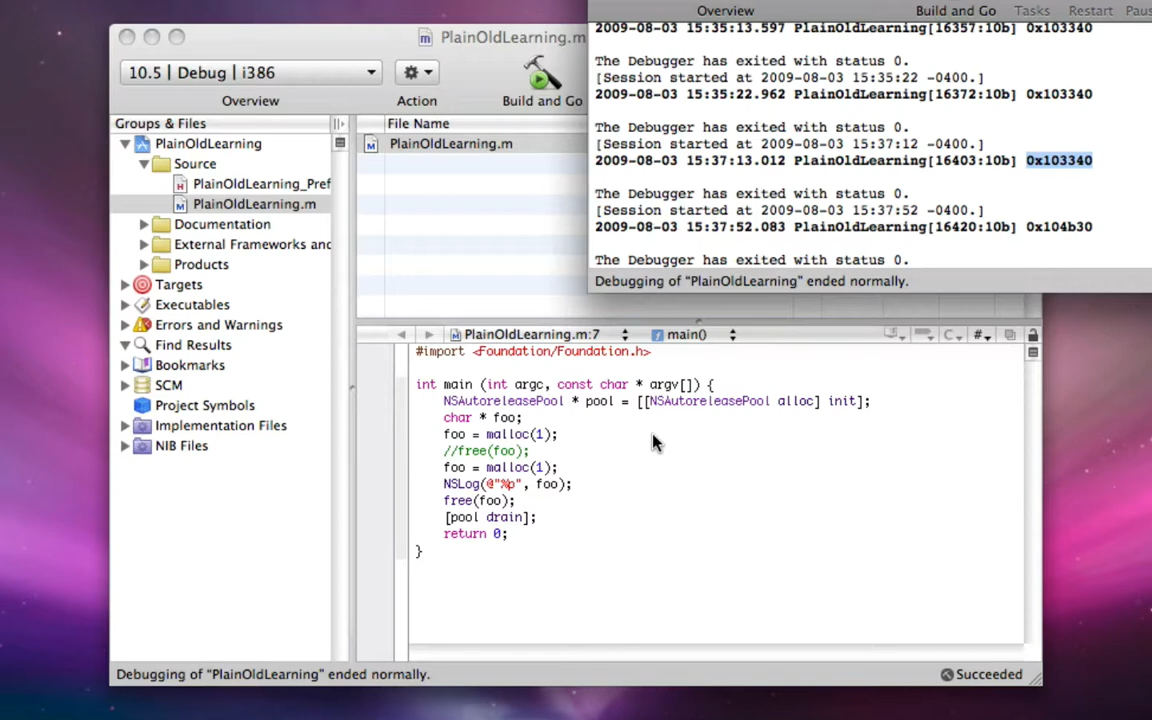 PlainOldLearning.m
10.5 | Debug | i386
Overview
Action
Build and Go
Groups & Files
PlainOldLearning
Source
PlainOldLearning_Pref
PlainOldLearning.m
Documentation
External Frameworks and
Products
Targets
Executables
Errors and Warnings
Find Results
Bookmarks
SCM
Project Symbols
Implementation Files
NIB Files
File Name
PlainOldLearning.m
Overview Build and Go Tasks Restart Paus
2009-08-03 15:35:13.597 PlainOldLearning[16357:10b] 0x103340
The Debugger has exited with status 0.
[Session started at 2009-08-03 15:35:22 -0400.]
2009-08-03 15:35:22.962 PlainOldLearning[16372:10b] 0x103340
The Debugger has exited with status 0.
[Session started at 2009-08-03 15:37:12 -0400.]
2009-08-03 15:37:13.012 PlainOldLearning[16403:10b] 0x103340
The Debugger has exited with status 0.
[Session started at 2009-08-03 15:37:52 -0400.]
2009-08-03 15:37:52.083 PlainOldLearning[16420:10b] 0x104b30
The Debugger has exited with status 0.
Debugging of "PlainOldLearning" ended normally.
PlainOldLearning.m:7 main() C #
#import <Foundation/Foundation.h>
int main (int argc, const char * argv[]) {
NSAutoreleasePool * pool = [[NSAutoreleasePool alloc] init];
char * foo;
foo = malloc(1);
//free(foo);
foo = malloc(1);
NSLog(@"%p", foo);
free(foo);
[pool drain];
return 0;
}
Debugging of "PlainOldLearning" ended normally.
Succeeded